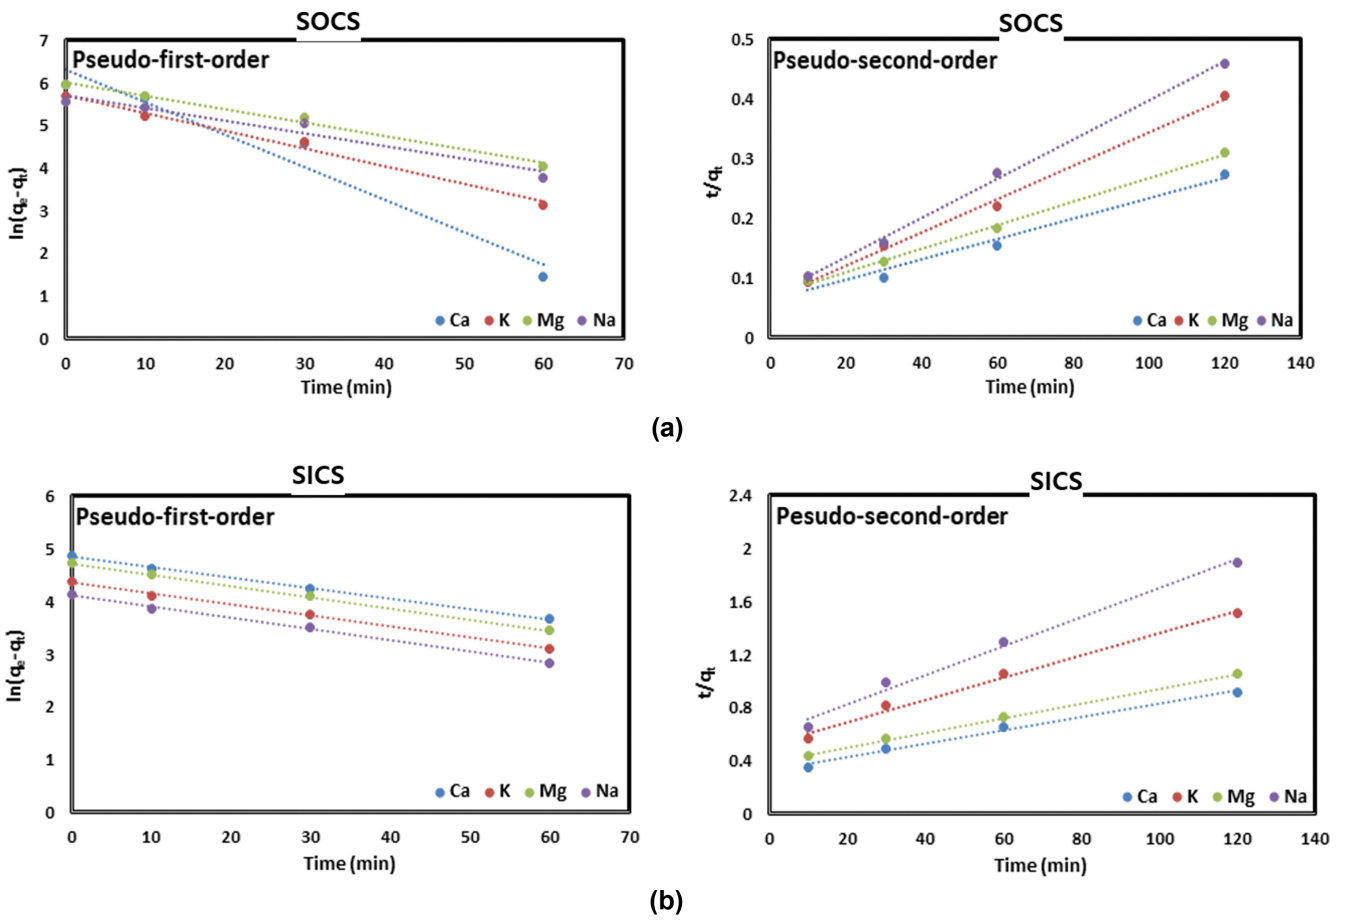 SOCS
Pseudo-first-order
7
6
5
4
3
2
1
0
ln(qe-qt)
Ca K Mg Na
0 10 20 30 40 50 60 70
Time (min)
SOCS
Pseudo-second-order
0.5
0.4
0.3
0.2
0.1
0
t/qt
Ca K Mg Na
0 20 40 60 80 100 120 140
Time (min)
(a)
SICS
Pseudo-first-order
6
5
4
3
2
1
0
ln(qe-qt)
Ca K Mg Na
0 10 20 30 40 50 60 70
Time (min)
SICS
Pesudo-second-order
2.4
2
1.6
1.2
0.8
0.4
0
t/qt
Ca K Mg Na
0 20 40 60 80 100 120 140
Time (min)
(b)